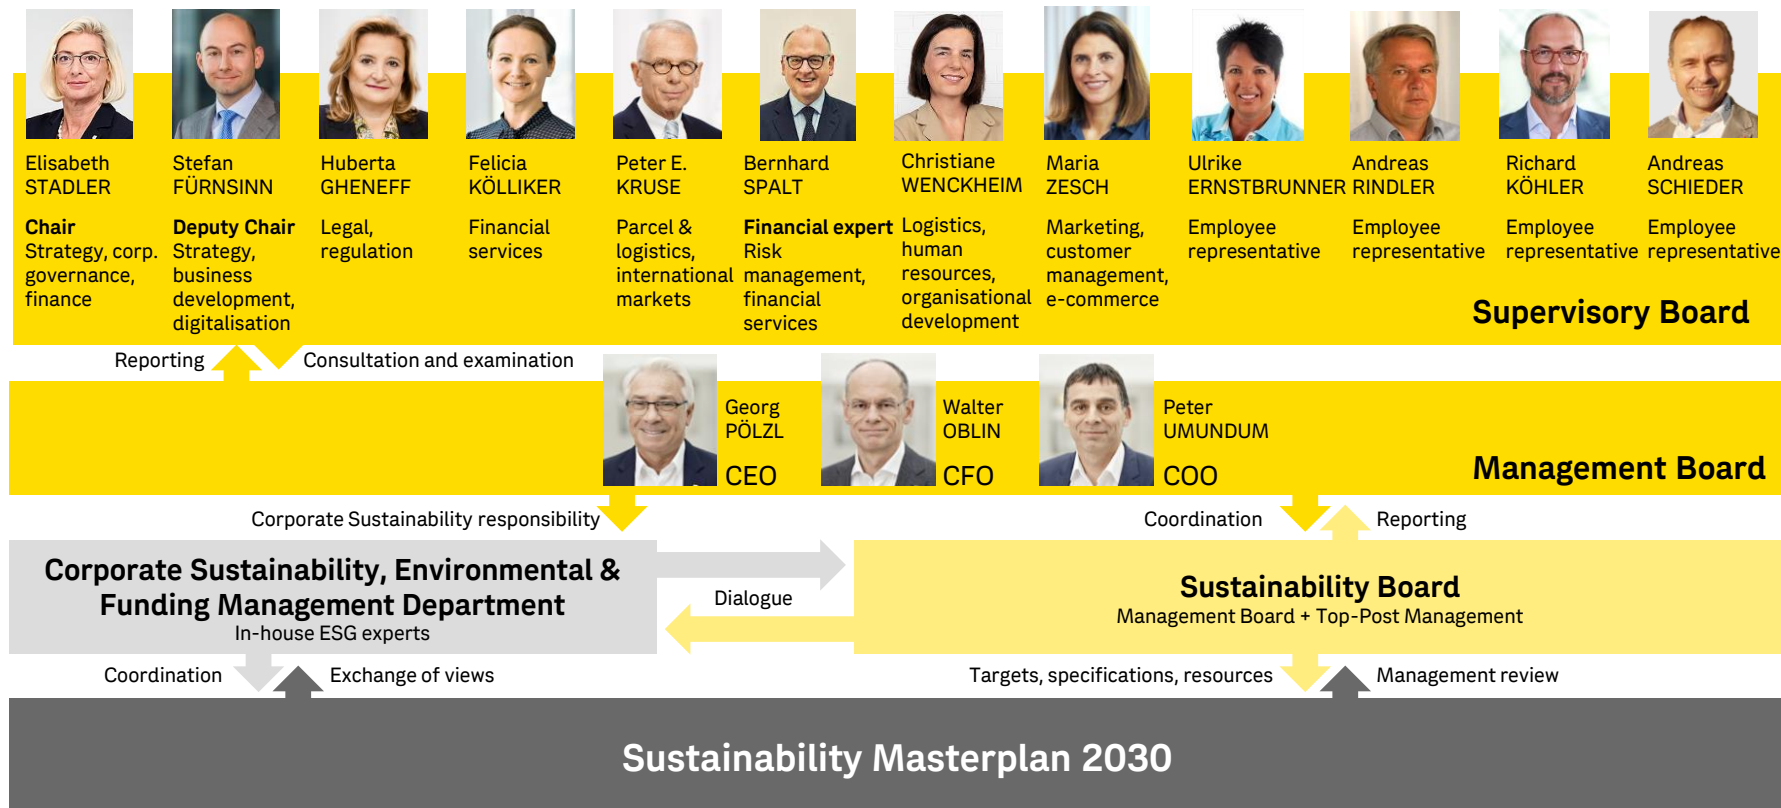 Elisabeth
STADLER
Chair
Strategy, corp.
governance,
finance
Stefan
FÜRNSINN
Deputy Chair
Strategy,
business
development,
digitalisation
Huberta
GHENEFF
Legal,
regulation
Felicia
KÖLLIKER
Financial
services
Peter E.
KRUSE
Parcel &
logistics,
international
markets
Bernhard
SPALT
Financial expert
Risk
management,
financial
services
Christiane
WENCKHEIM
Logistics,
human
resources,
organisational
development
Maria
ZESCH
Marketing,
customer
management,
e-commerce
Ulrike
ERNSTBRUNNER
Employee
representative
Andreas
RINDLER
Employee
representative
Richard
KÖHLER
Employee
representative
Andreas
SCHIEDER
Employee
representative
Supervisory Board
Reporting
Consultation and examination
Georg
PÖLZL
CEO
Walter
OBLIN
CFO
Peter
UMUNDUM
COO
Management Board
Corporate Sustainability responsibility
Coordination
Reporting
Corporate Sustainability, Environmental &
Funding Management Department
In-house ESG experts
Dialogue
Sustainability Board
Management Board + Top-Post Management
Coordination
Exchange of views
Targets, specifications, resources
Management review
Sustainability Masterplan 2030